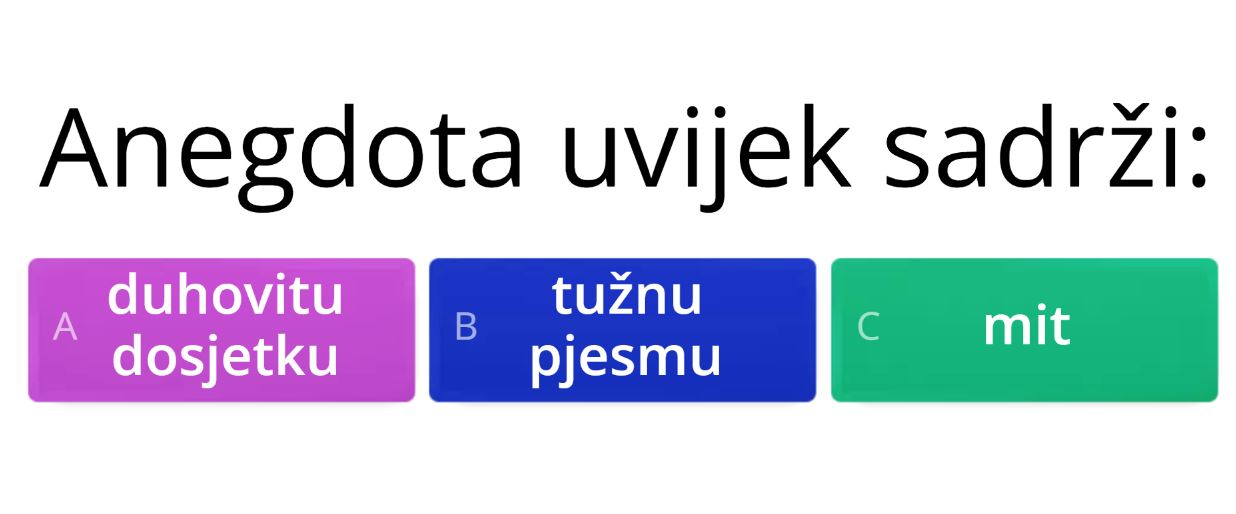 Anegdota uvijek sadrži:
A
duhovitu
dosjetku
B
tužnu
pjesmu
C
mit